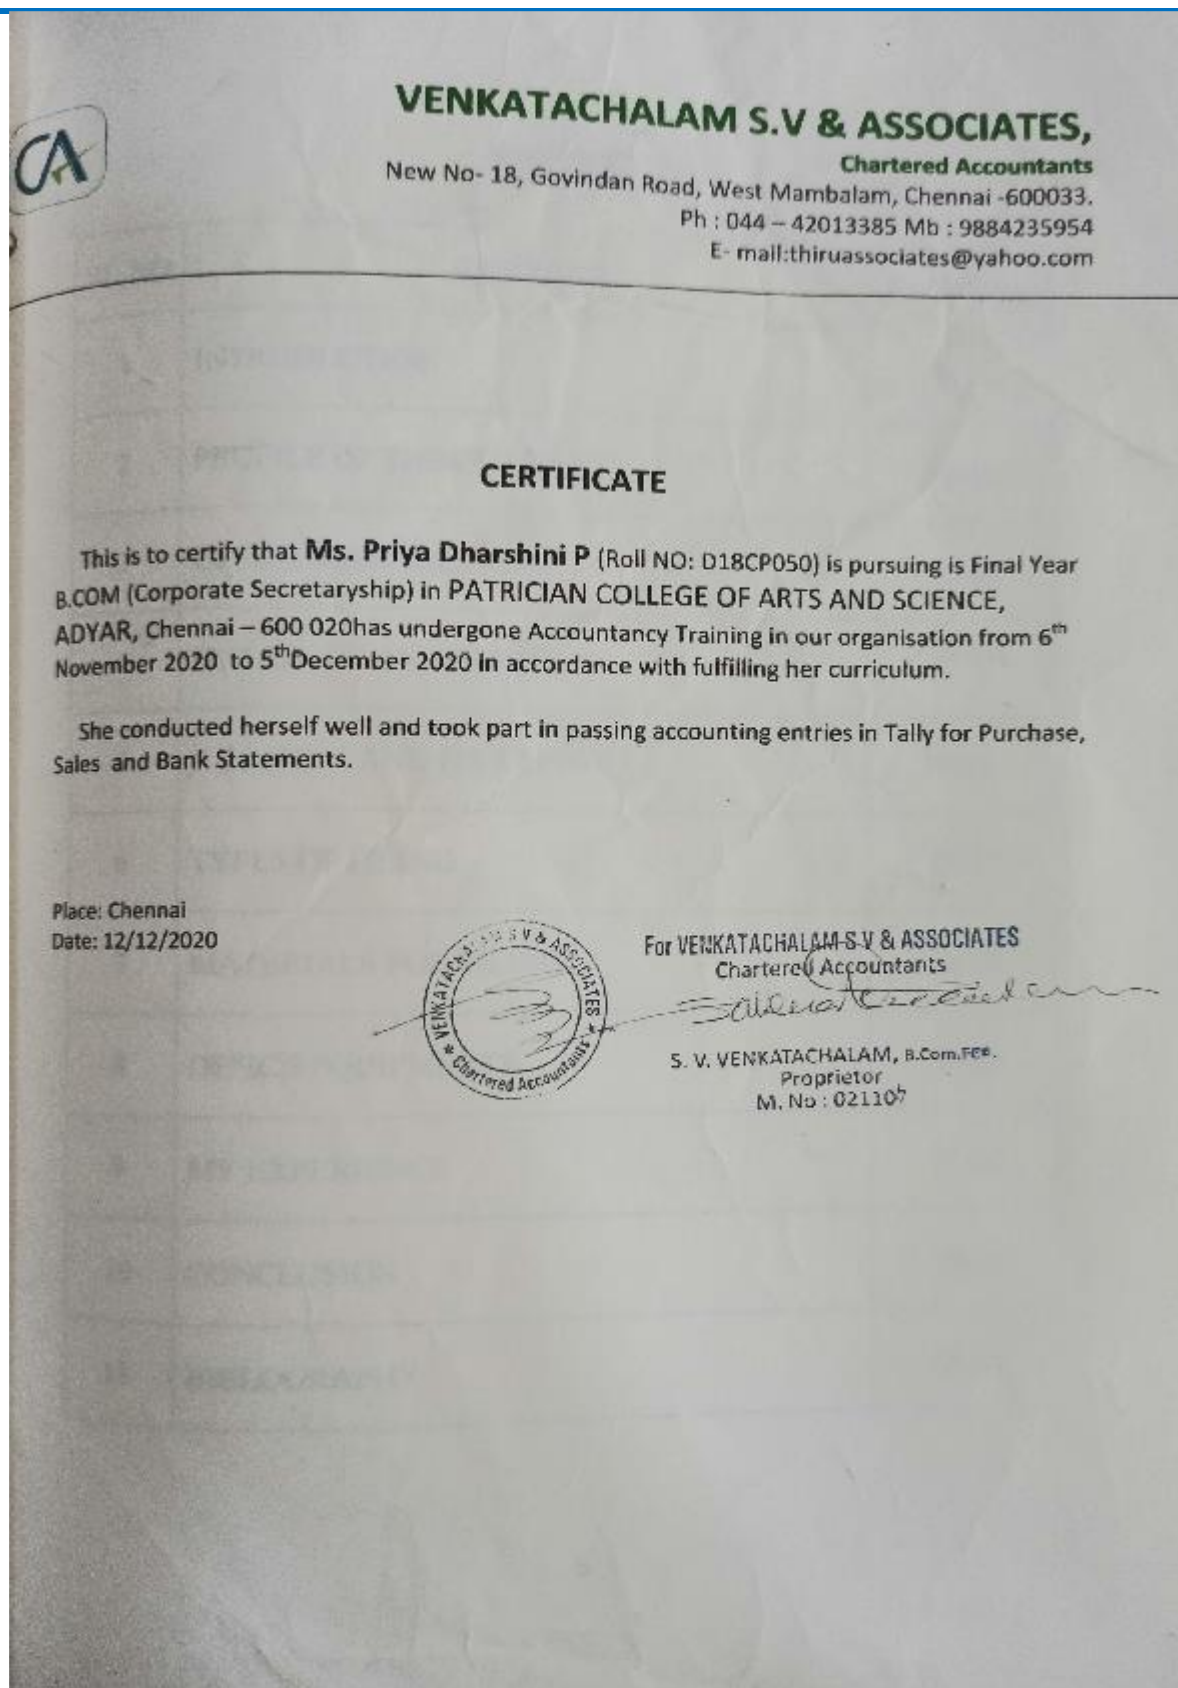 CA
VENKATACHALAM S.V & ASSOCIATES,
Chartered Accountants
New No- 18, Govindan Road, West Mambalam, Chennai -600033.
Ph : 044 – 42013385 Mb : 9884235954
E- mail:thiruassociates@yahoo.com
CERTIFICATE
This is to certify that Ms. Priya Dharshini P (Roll NO: D18CP050) is pursuing is Final Year
B.COM (Corporate Secretaryship) in PATRICIAN COLLEGE OF ARTS AND SCIENCE,
ADYAR, Chennai – 600 020has undergone Accountancy Training in our organisation from 6th
November 2020 to 5thDecember 2020 in accordance with fulfilling her curriculum.
She conducted herself well and took part in passing accounting entries in Tally for Purchase,
Sales and Bank Statements.
Place: Chennai
Date: 12/12/2020
VENKATACHALAM S V & ASSOCIATES
Chartered Accountants
For VENKATACHALAM S V & ASSOCIATES
Chartered Accountants
S. V. VENKATACHALAM, B.Com.
Proprietor
M. No :
INTRODUCTION
CONCLUSION